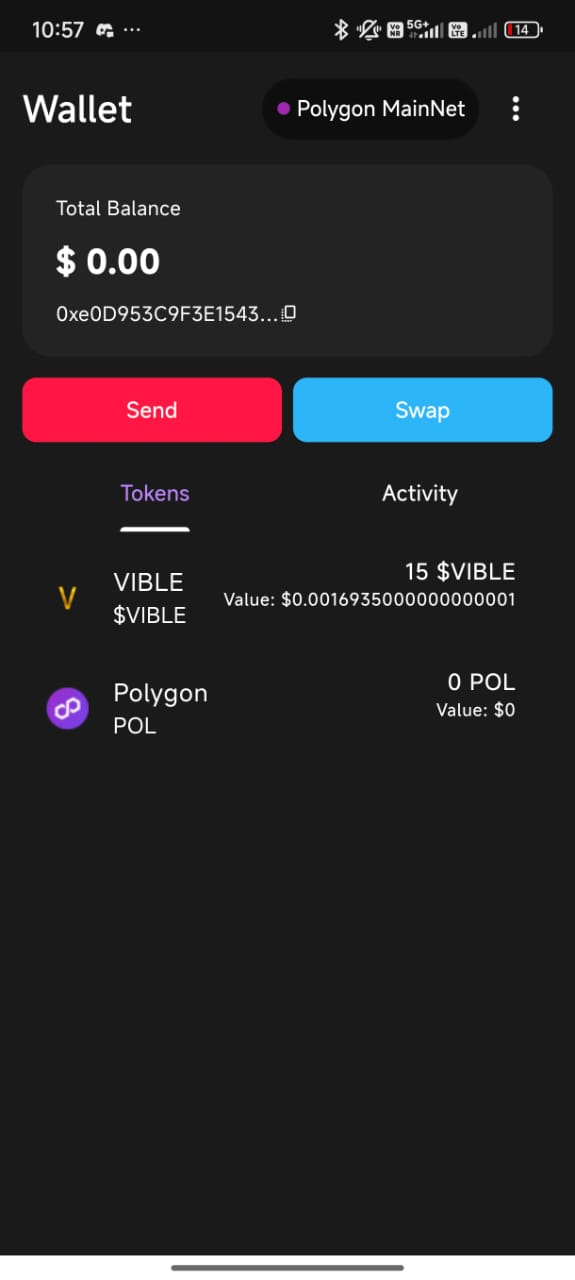 10:57 ...
Vo NR 5G+ Vo LTE 14
Wallet
Polygon MainNet
Total Balance
$ 0.00
0xe0D953C9F3E1543...
Send Swap
Tokens Activity
VIBLE 15 $VIBLE
$VIBLE Value: $0.0016935000000000001
Polygon 0 POL
POL Value: $0